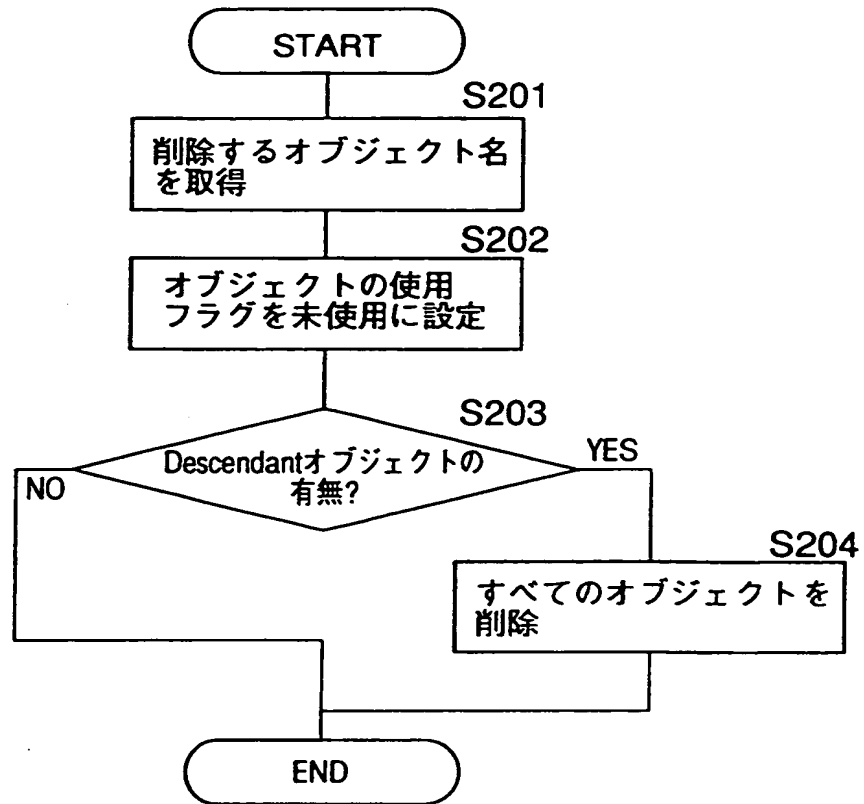 START
S201
削除するオブジェクト名
を取得
S202
オブジェクトの使用
フラグを未使用に設定
S203
Descendantオブジェクトの
有無?
NO
YES
S204
すべてのオブジェクトを
削除
END